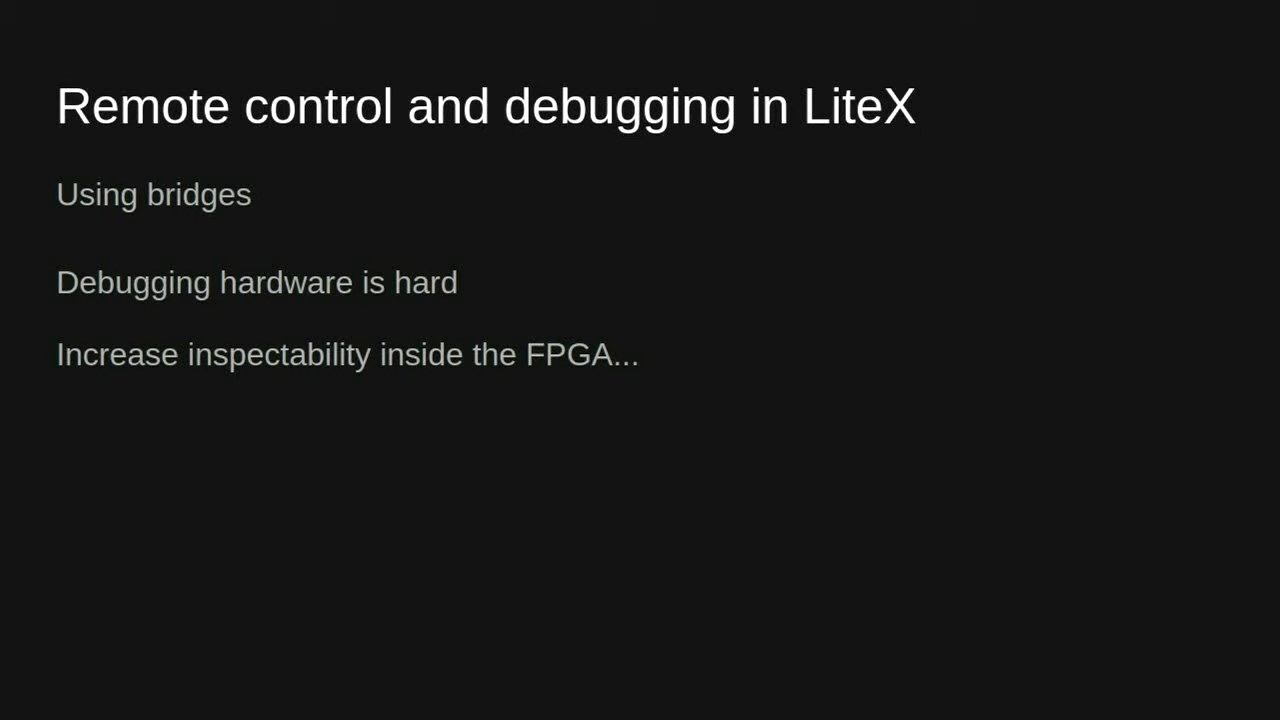 Remote control and debugging in LiteX
Using bridges
Debugging hardware is hard
Increase inspectability inside the FPGA...